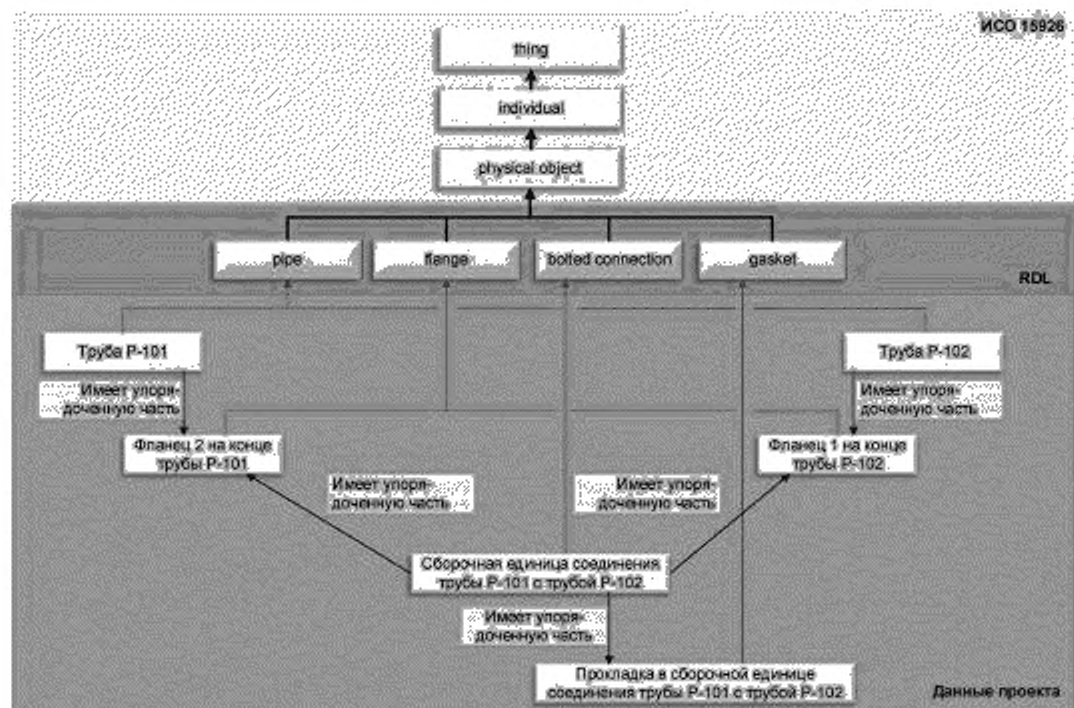 ИСО 15926
thing
individual
physical object
pipe
flange
bolted connection
gasket
RDL
Труба Р-101
Труба Р-102
Имеет упоря-
доченную часть
Имеет упоря-
доченную часть
Фланец 2 на конце
трубы Р-101
Фланец 1 на конце
трубы Р-102
Имеет упоря-
доченную часть
Имеет упоря-
доченную часть
Сборочная единица соединения
трубы Р-101 с трубой Р-102
Имеет упоря-
доченную часть
Прокладка в сборочной единице
соединения трубы Р-101 с трубой Р-102
Данные проекта